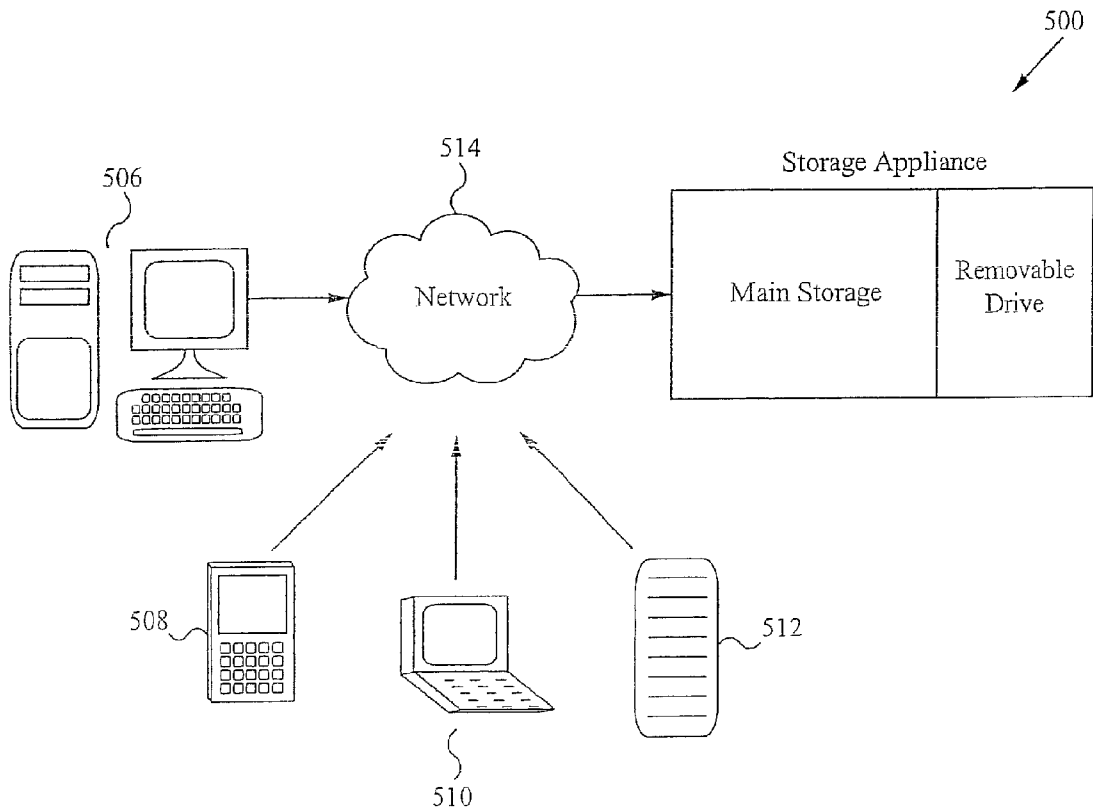 500
514
Storage Appliance
506
Network
Main Storage
Removable
Drive
508
512
510